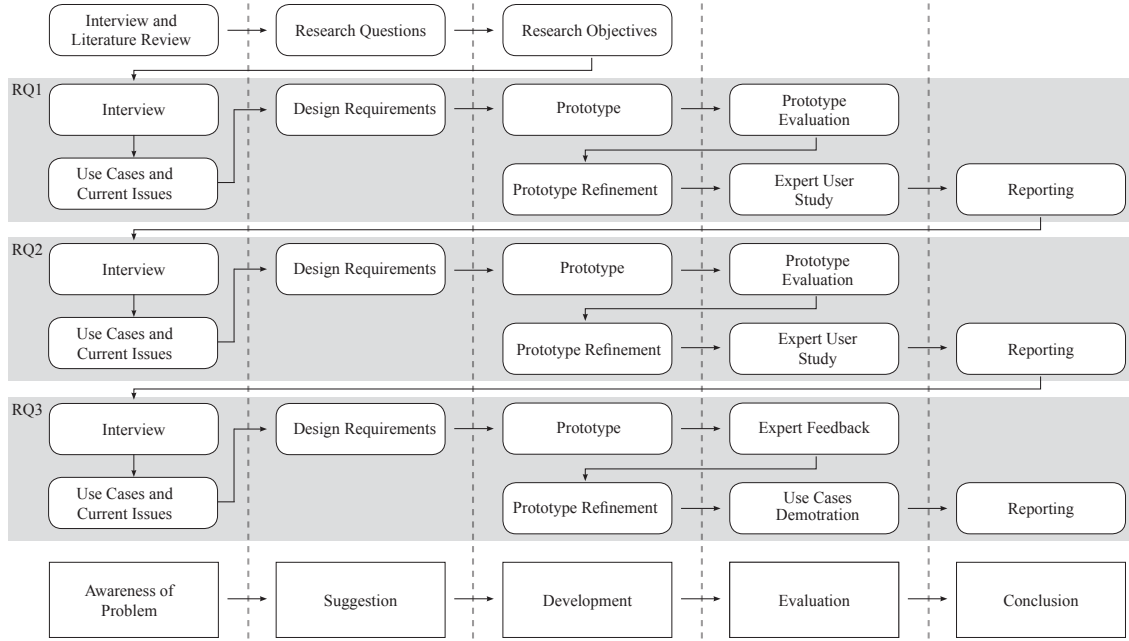 Interview and
Literature Review
Research Questions
Research Objectives
RQ1
Interview
Design Requirements
Prototype
Prototype
Evaluation
Use Cases and
Current Issues
Prototype Refinement
Expert User
Study
Reporting
RQ2
Interview
Design Requirements
Prototype
Prototype
Evaluation
Use Cases and
Current Issues
Prototype Refinement
Expert User
Study
Reporting
RQ3
Interview
Design Requirements
Prototype
Expert Feedback
Use Cases and
Current Issues
Prototype Refinement
Use Cases
Demotration
Reporting
Awareness of
Problem
Suggestion
Development
Evaluation
Conclusion